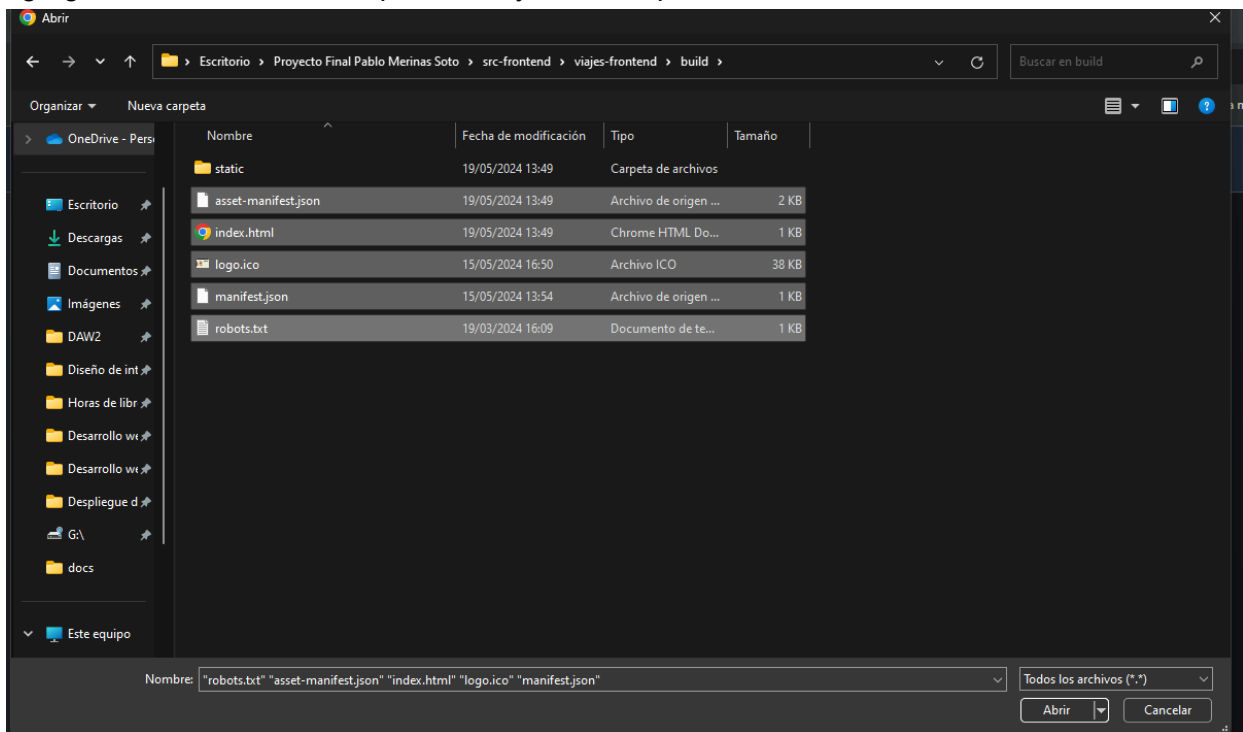 Abrir
Escritorio > Proyecto Final Pablo Merinas Soto > src-frontend > viajes-frontend > build >
Buscar en build
Organizar
Nueva carpeta
OneDrive - Perso
Nombre
Fecha de modificación
Tipo
Tamaño
static
19/05/2024 13:49
Carpeta de archivos
asset-manifest.json
19/05/2024 13:49
Archivo de origen ...
2 KB
Escritorio
index.html
19/05/2024 13:49
Chrome HTML Do...
1 KB
Descargas
logo.ico
15/05/2024 16:50
Archivo ICO
38 KB
Documentos
manifest.json
15/05/2024 13:54
Archivo de origen ...
1 KB
Imágenes
robots.txt
19/03/2024 16:09
Documento de te...
1 KB
DAW2
Diseño de int
Horas de libr
Desarrollo we
Desarrollo we
Despliegue d
G:\
docs
Este equipo
Nombre: "robots.txt" "asset-manifest.json" "index.html" "logo.ico" "manifest.json"
Todos los archivos (*.*)
Abrir
Cancelar